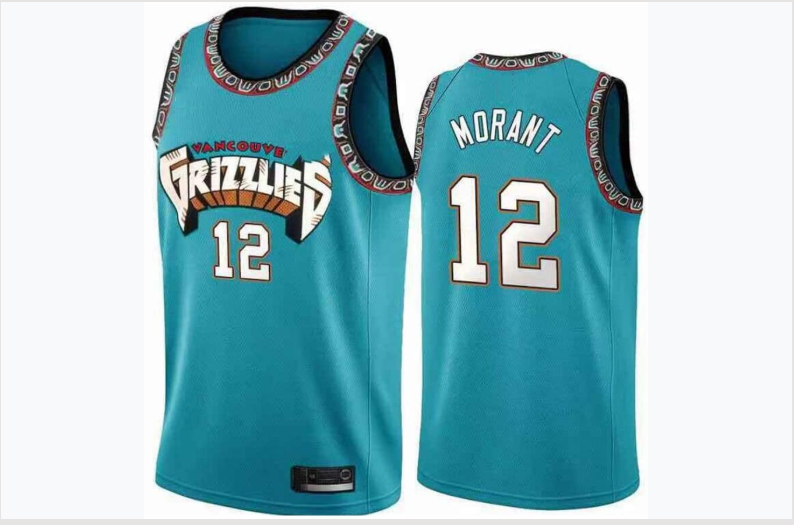 VANCOUVE
GRIZZLIES
12
MORANT
12